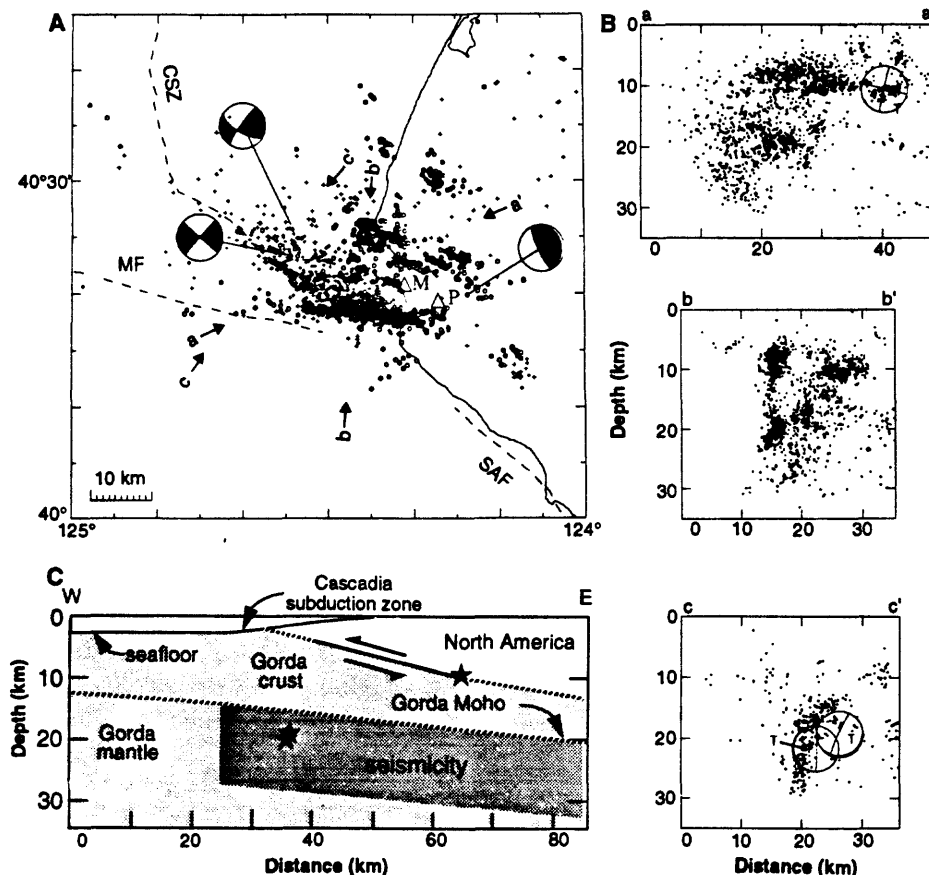 A
CSZ
40°30'
MF
c'
b'
a'
M
P
a
c
b
SAF
10 km
40°
125°
124°
B
a
a'
0
10
20
30
0
20
40
b
b'
0
10
20
30
0
10
20
30
Depth (km)
c
c'
0
10
20
30
0
10
20
30
T
T
Distance (km)
C
W
E
Cascadia
subduction zone
0
10
20
30
Depth (km)
seafloor
North America
Gorda
crust
Gorda Moho
Gorda
mantle
seismicity
0
20
40
60
80
Distance (km)